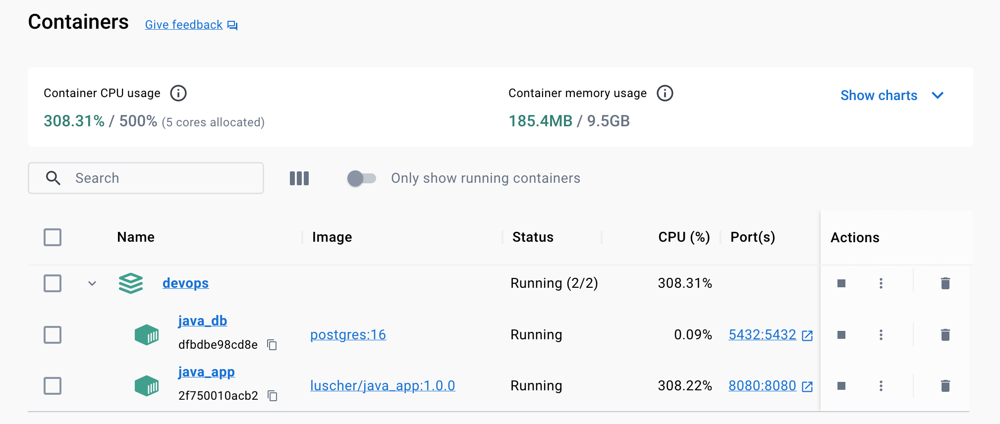 Containers Give feedback
Container CPU usage
308.31% / 500% (5 cores allocated)
Container memory usage
185.4MB / 9.5GB
Show charts
Search
Only show running containers
Name Image Status CPU (%) Port(s) Actions
devops Running (2/2) 308.31%
java_db
dfbdbe98cd8e
postgres:16 Running 0.09% 5432:5432
java_app
2f750010acb2
luscher/java_app:1.0.0 Running 308.22% 8080:8080